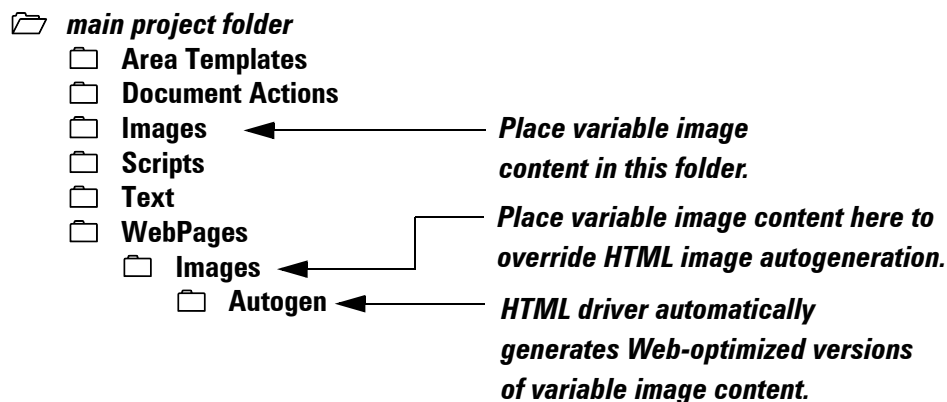 main project folder
Area Templates
Document Actions
Images
Place variable image
content in this folder.
Scripts
Text
WebPages
Place variable image content here to
override HTML image autogeneration.
Images
Autogen
HTML driver automatically
generates Web-optimized versions
of variable image content.